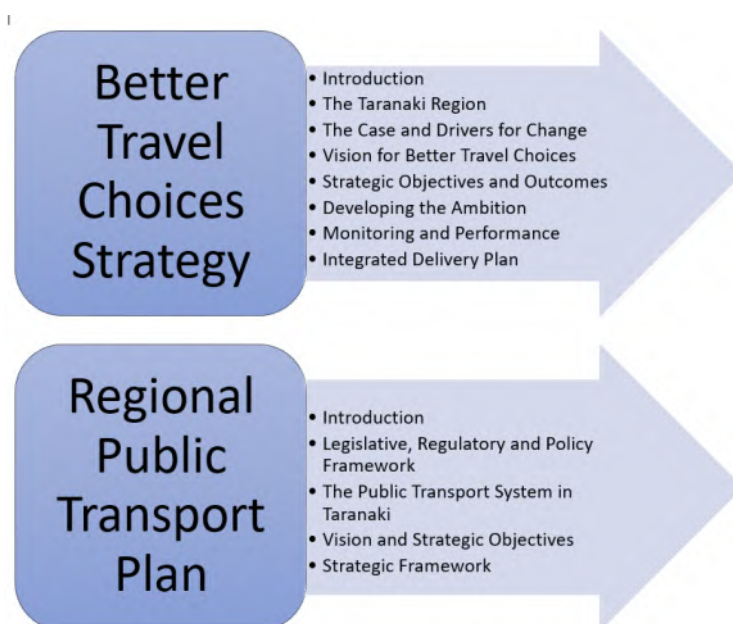 Better
Travel
Choices
Strategy
• Introduction
• The Taranaki Region
• The Case and Drivers for Change
• Vision for Better Travel Choices
• Strategic Objectives and Outcomes
• Developing the Ambition
• Monitoring and Performance
• Integrated Delivery Plan
Regional
Public
Transport
Plan
• Introduction
• Legislative, Regulatory and Policy
Framework
• The Public Transport System in
Taranaki
• Vision and Strategic Objectives
• Strategic Framework